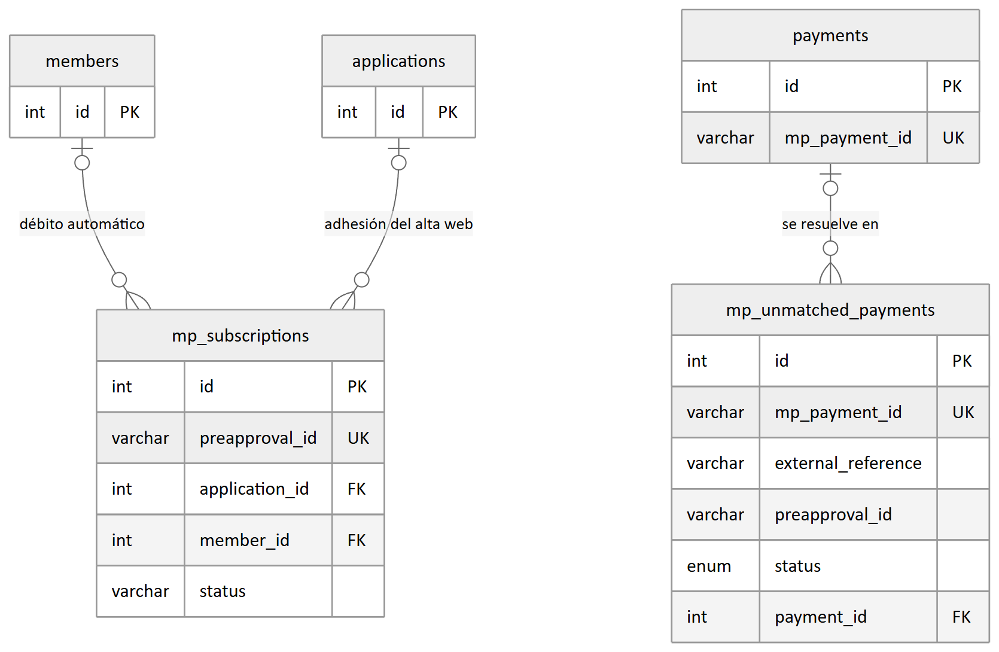 members
int id PK
applications
int id PK
payments
int id PK
varchar mp_payment_id UK
débito automático
adhesión del alta web
se resuelve en
mp_subscriptions
int id PK
varchar preapproval_id UK
int application_id FK
int member_id FK
varchar status
mp_unmatched_payments
int id PK
varchar mp_payment_id UK
varchar external_reference
varchar preapproval_id
enum status
int payment_id FK